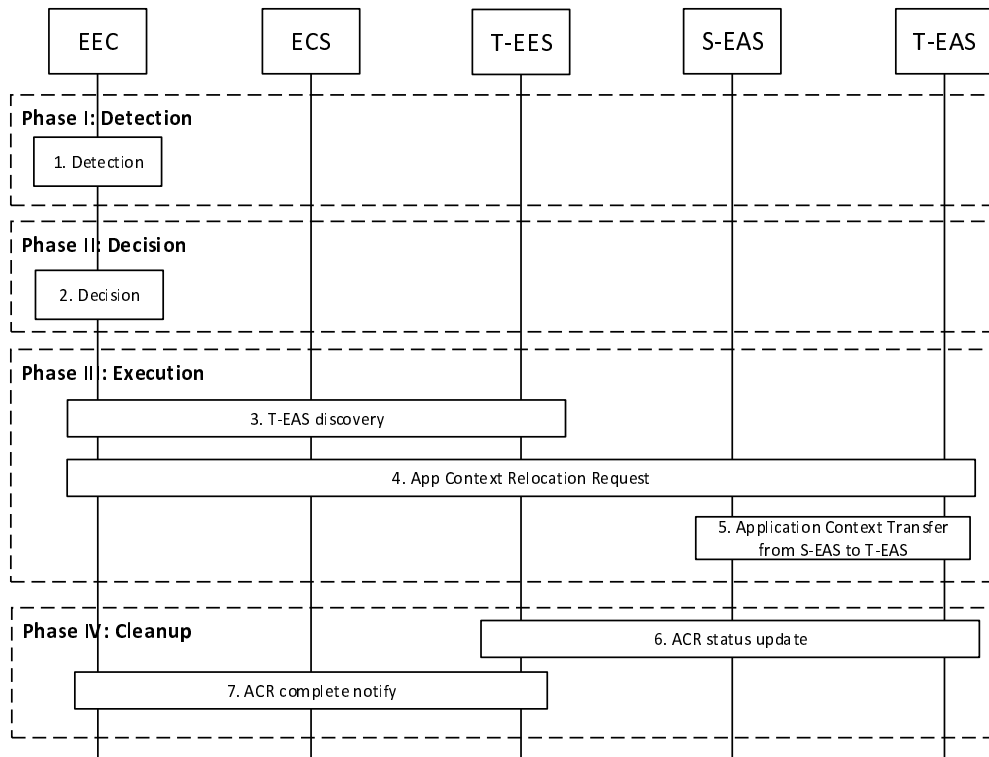 EEC
ECS
T-EES
S-EAS
T-EAS
Phase I: Detection
1. Detection
Phase II: Decision
2. Decision
Phase III: Execution
3. T-EAS discovery
4. App Context Relocation Request
5. Application Context Transfer
from S-EAS to T-EAS
Phase IV: Cleanup
6. ACR status update
7. ACR complete notify